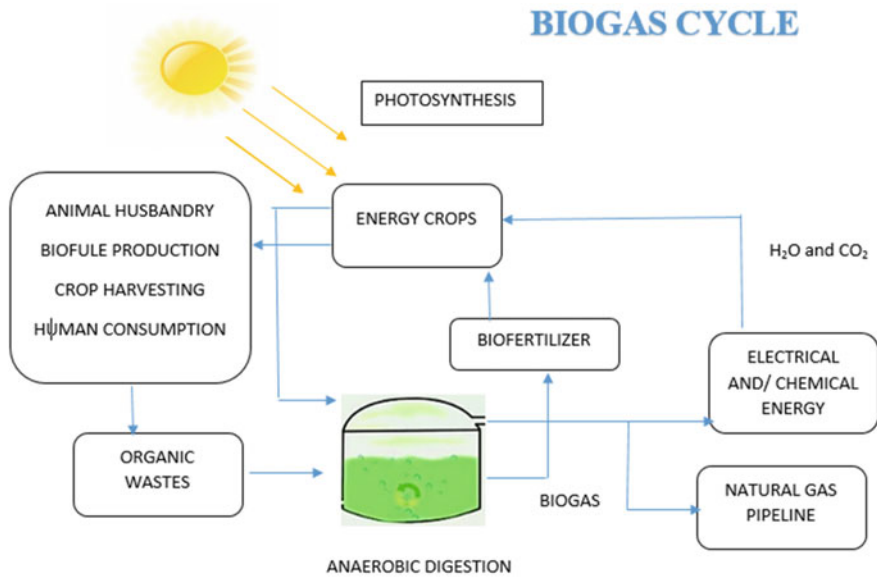 BIOGAS CYCLE
PHOTOSYNTHESIS
ANIMAL HUSBANDRY
BIOFULE PRODUCTION
CROP HARVESTING
HUMAN CONSUMPTION
ENERGY CROPS
H₂O and CO₂
BIOFERTILIZER
ELECTRICAL
AND/ CHEMICAL
ENERGY
ORGANIC
WASTES
BIOGAS
NATURAL GAS
PIPELINE
ANAEROBIC DIGESTION